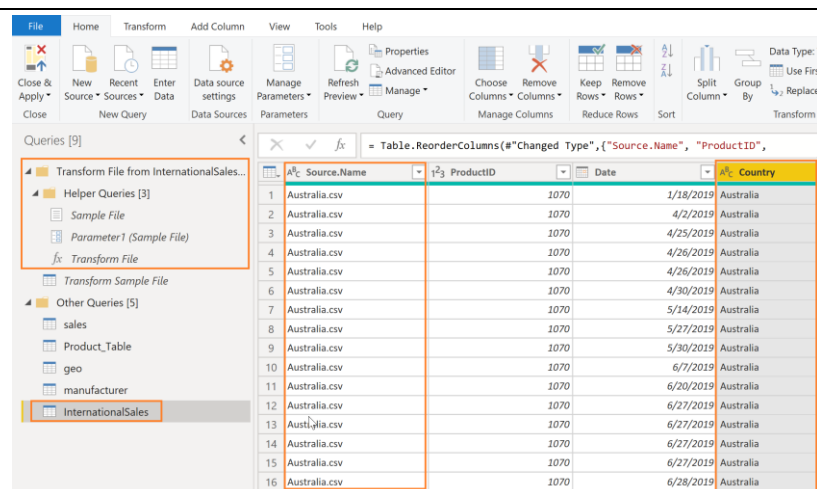 File Home Transform Add Column View Tools Help
Close & Apply
New Source
Recent Sources
Enter Data
Data source settings
Manage Parameters
Refresh Preview
Properties
Advanced Editor
Manage
Choose Columns
Remove Columns
Keep Rows
Remove Rows
Split Column
Group By
Data Type:
Use Firs
Replace
Close New Query Data Sources Parameters Query Manage Columns Reduce Rows Sort Transform
Queries [9]
fx = Table.ReorderColumns(#"Changed Type",{"Source.Name", "ProductID",
Transform File from InternationalSales...
Helper Queries [3]
Sample File
Parameter1 (Sample File)
fx Transform File
Transform Sample File
Other Queries [5]
sales
Product_Table
geo
manufacturer
InternationalSales
ABC Source.Name 123 ProductID Date ABC Country
1 Australia.csv 1070 1/18/2019 Australia
2 Australia.csv 1070 4/2/2019 Australia
3 Australia.csv 1070 4/25/2019 Australia
4 Australia.csv 1070 4/26/2019 Australia
5 Australia.csv 1070 4/26/2019 Australia
6 Australia.csv 1070 4/30/2019 Australia
7 Australia.csv 1070 5/14/2019 Australia
8 Australia.csv 1070 5/27/2019 Australia
9 Australia.csv 1070 5/30/2019 Australia
10 Australia.csv 1070 6/7/2019 Australia
11 Australia.csv 1070 6/20/2019 Australia
12 Australia.csv 1070 6/27/2019 Australia
13 Australia.csv 1070 6/27/2019 Australia
14 Australia.csv 1070 6/27/2019 Australia
15 Australia.csv 1070 6/27/2019 Australia
16 Australia.csv 1070 6/28/2019 Australia